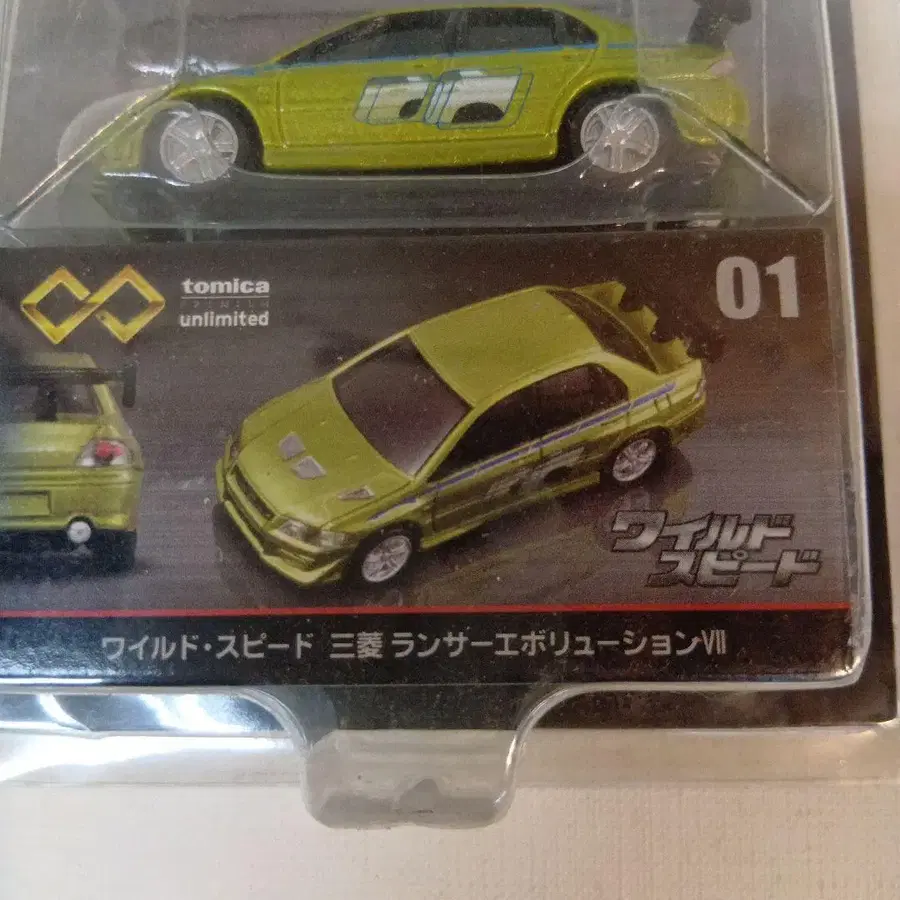 tomica
PREMIUM
unlimited
01
ワイルド
スピード
ワイルド・スピード 三菱 ランサーエボリューションⅦ